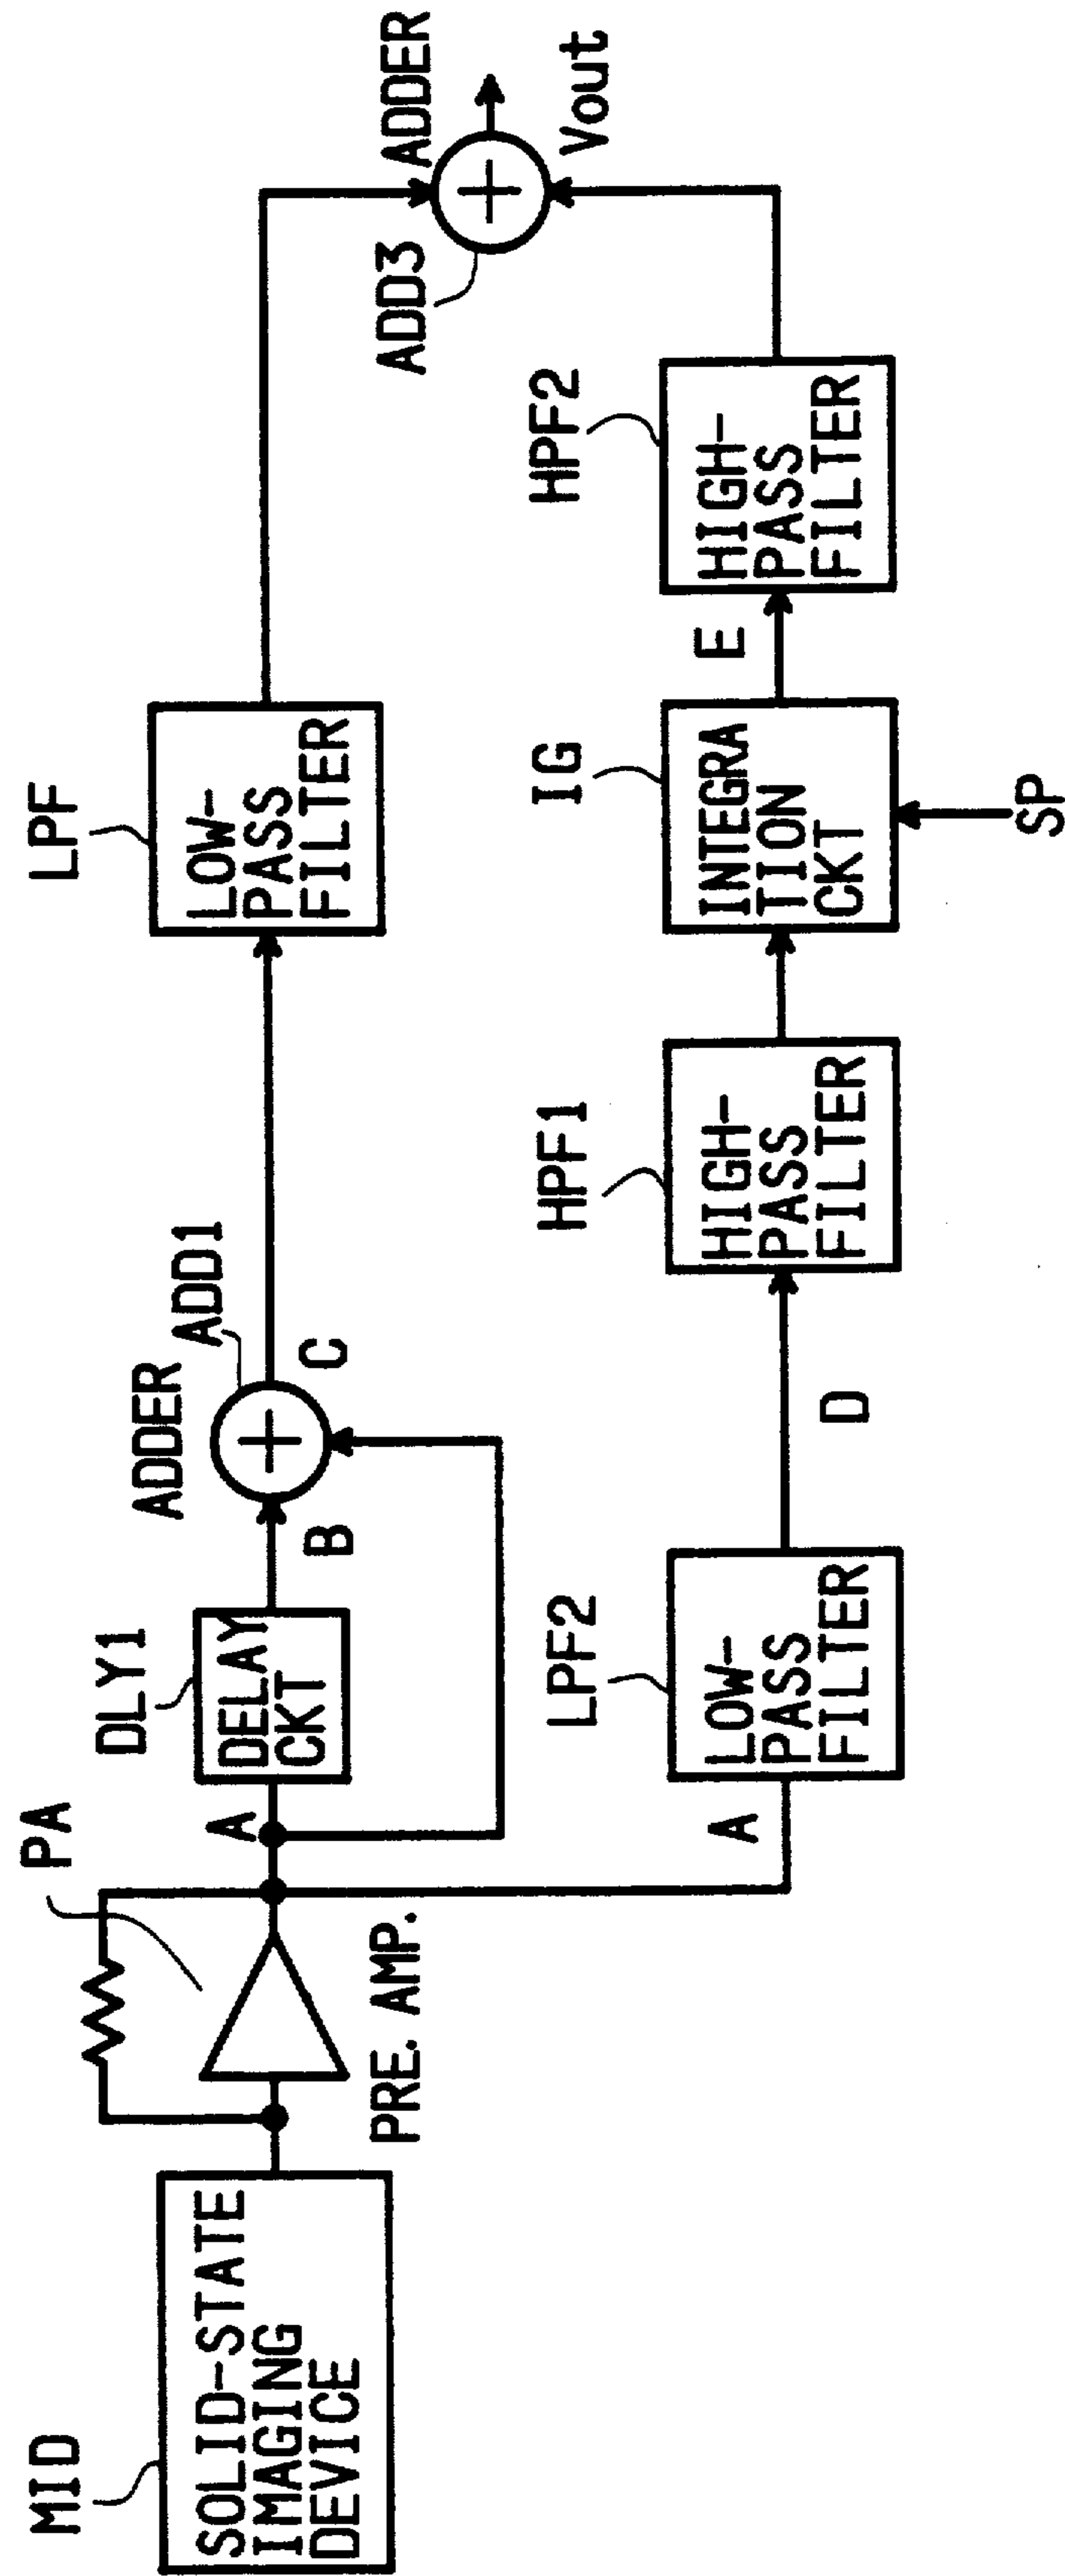 MID
SOLID-STATE
IMAGING
DEVICE
PA
PRE. AMP.
A
DLY1
DELAY
CKT
B
ADDER
ADD1
C
LPF
LOW-
PASS
FILTER
ADD3
ADDER
Vout
A
LPF2
LOW-
PASS
FILTER
D
HPF1
HIGH-
PASS
FILTER
IG
INTEGRA
TION
CKT
SP
E
HPF2
HIGH-
PASS
FILTER